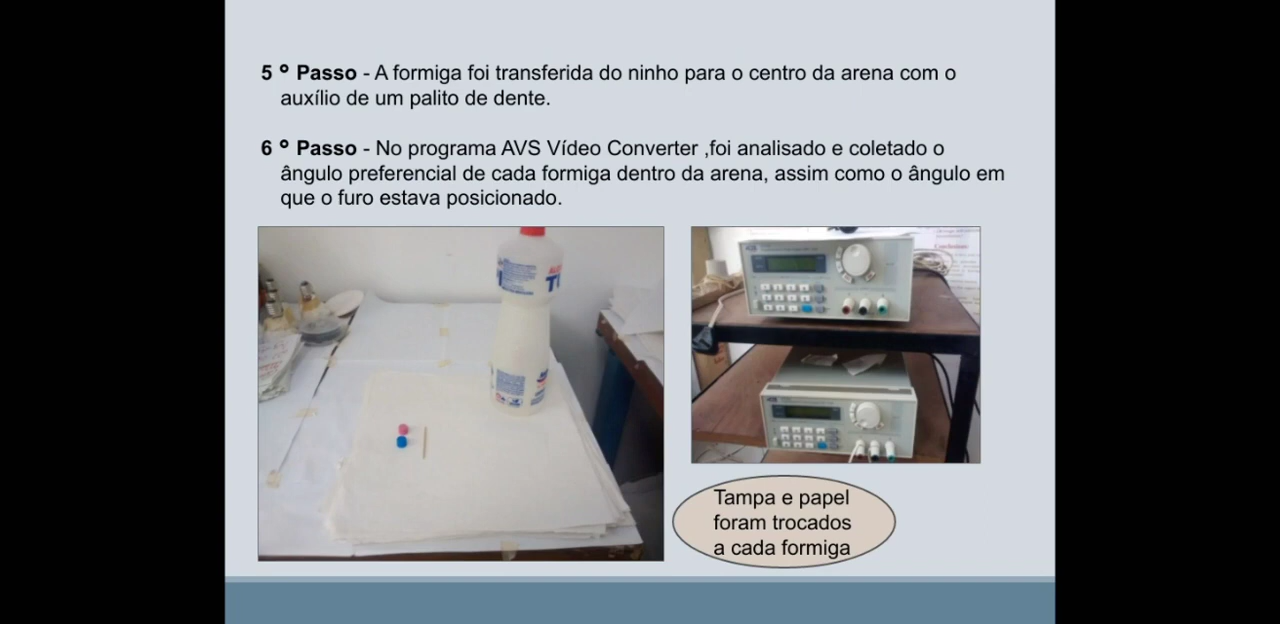 5 º Passo - A formiga foi transferida do ninho para o centro da arena com o
auxílio de um palito de dente.
6 º Passo - No programa AVS Vídeo Converter ,foi analisado e coletado o
ângulo preferencial de cada formiga dentro da arena, assim como o ângulo em
que o furo estava posicionado.
Tampa e papel
foram trocados
a cada formiga